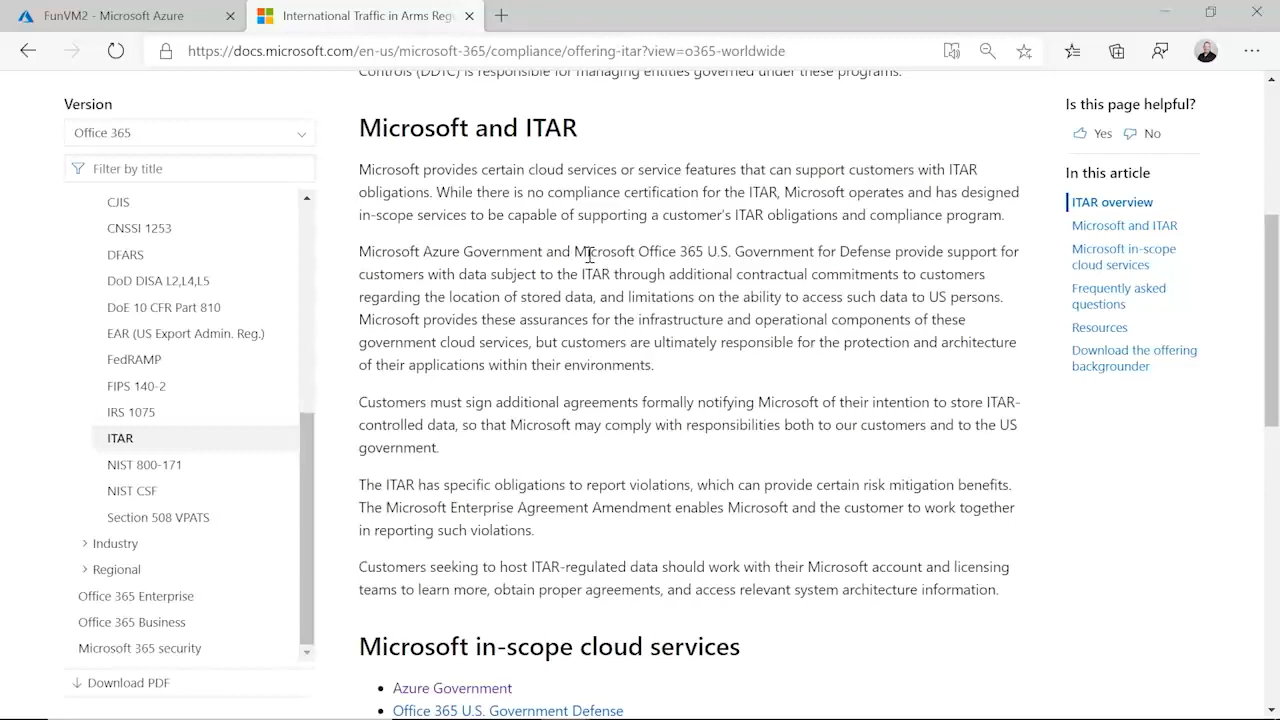 FunVM2 - Microsoft Azure
International Traffic in Arms Regu
https://docs.microsoft.com/en-us/microsoft-365/compliance/offering-itar?view=o365-worldwide
Controls (DDTC) is responsible for managing entities governed under these programs.
Version
Office 365
Filter by title
CJIS
CNSSI 1253
DFARS
DoD DISA L2,L4,L5
DoE 10 CFR Part 810
EAR (US Export Admin. Reg.)
FedRAMP
FIPS 140-2
IRS 1075
ITAR
NIST 800-171
NIST CSF
Section 508 VPATS
Industry
Regional
Office 365 Enterprise
Office 365 Business
Microsoft 365 security
Download PDF
Microsoft and ITAR
Microsoft provides certain cloud services or service features that can support customers with ITAR
obligations. While there is no compliance certification for the ITAR, Microsoft operates and has designed
in-scope services to be capable of supporting a customer's ITAR obligations and compliance program.
Microsoft Azure Government and Microsoft Office 365 U.S. Government for Defense provide support for
customers with data subject to the ITAR through additional contractual commitments to customers
regarding the location of stored data, and limitations on the ability to access such data to US persons.
Microsoft provides these assurances for the infrastructure and operational components of these
government cloud services, but customers are ultimately responsible for the protection and architecture
of their applications within their environments.
Customers must sign additional agreements formally notifying Microsoft of their intention to store ITAR-
controlled data, so that Microsoft may comply with responsibilities both to our customers and to the US
government.
The ITAR has specific obligations to report violations, which can provide certain risk mitigation benefits.
The Microsoft Enterprise Agreement Amendment enables Microsoft and the customer to work together
in reporting such violations.
Customers seeking to host ITAR-regulated data should work with their Microsoft account and licensing
teams to learn more, obtain proper agreements, and access relevant system architecture information.
Microsoft in-scope cloud services
• Azure Government
• Office 365 U.S. Government Defense
Is this page helpful?
Yes No
In this article
ITAR overview
Microsoft and ITAR
Microsoft in-scope
cloud services
Frequently asked
questions
Resources
Download the offering
backgrounder